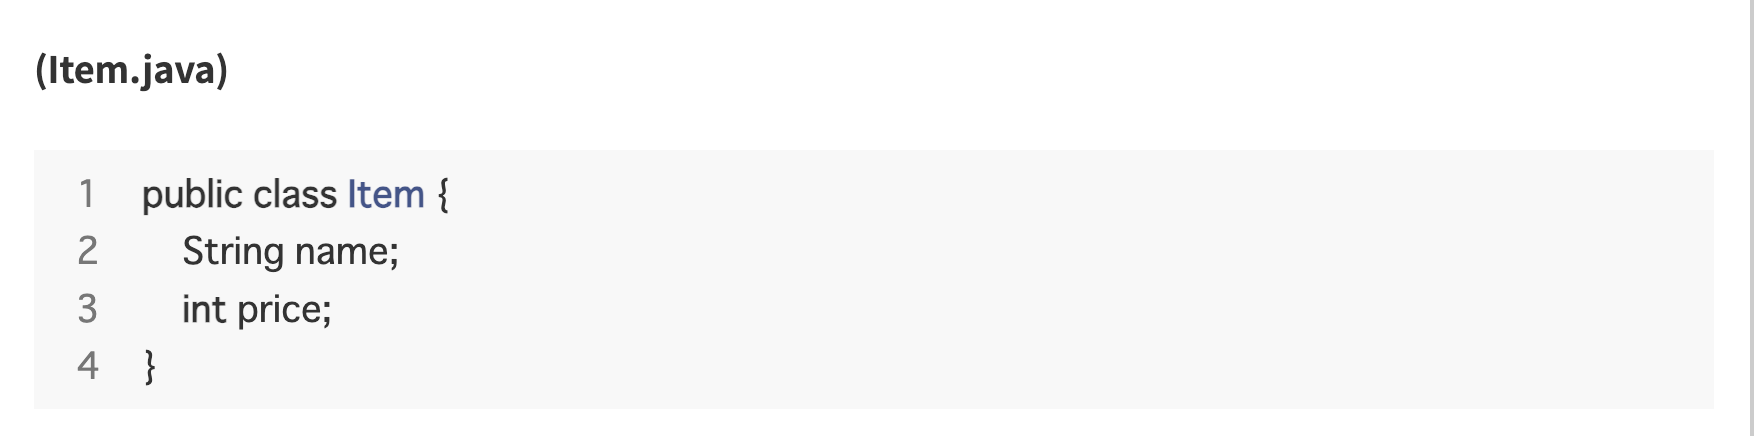 (Item.java)
1 public class Item {
2 String name;
3 int price;
4 }